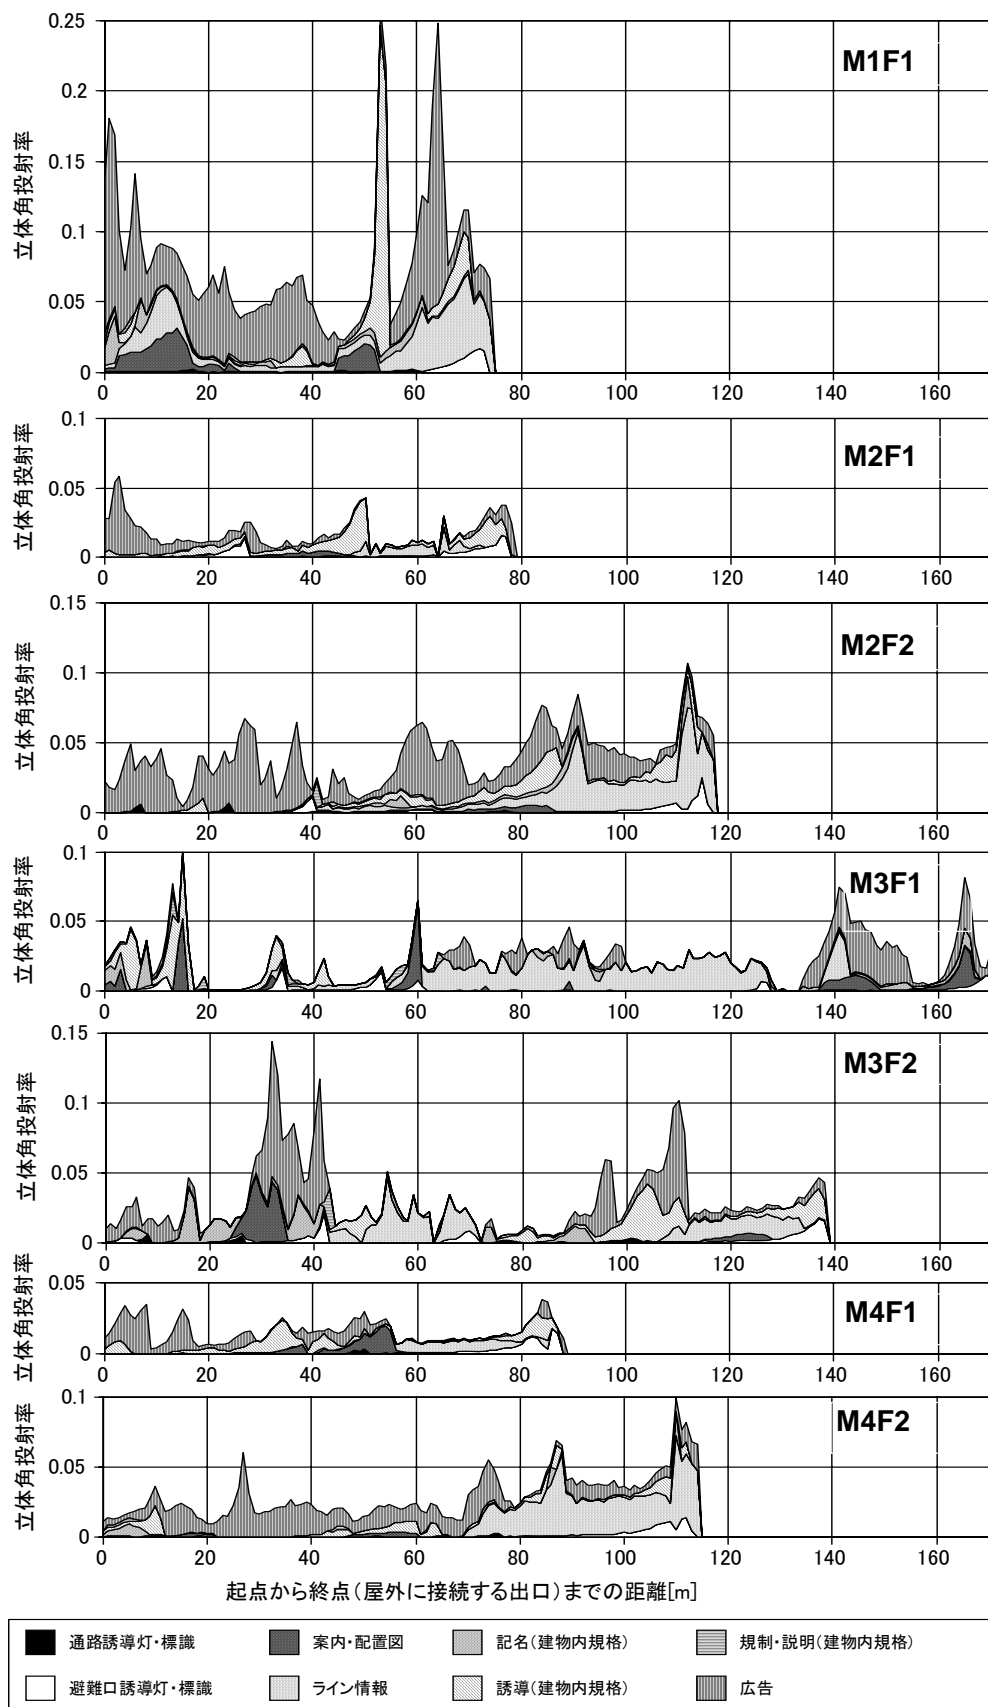 0.25
0.2
0.15
0.1
0.05
0
立体角投射率
M1F1
0 20 40 60 80 100 120 140 160
0.1
0.05
0
立体角投射率
M2F1
0 20 40 60 80 100 120 140 160
0.15
0.1
0.05
0
立体角投射率
M2F2
0 20 40 60 80 100 120 140 160
0.1
0.05
0
立体角投射率
M3F1
0 20 40 60 80 100 120 140 160
0.15
0.1
0.05
0
立体角投射率
M3F2
0 20 40 60 80 100 120 140 160
0.05
0
立体角投射率
M4F1
0 20 40 60 80 100 120 140 160
0.1
0.05
0
立体角投射率
M4F2
0 20 40 60 80 100 120 140 160
起点から終点(屋外に接続する出口)までの距離[m]
通路誘導灯・標識 案内・配置図 記名(建物内規格) 規制・説明(建物内規格)
避難口誘導灯・標識 ライン情報 誘導(建物内規格) 広告